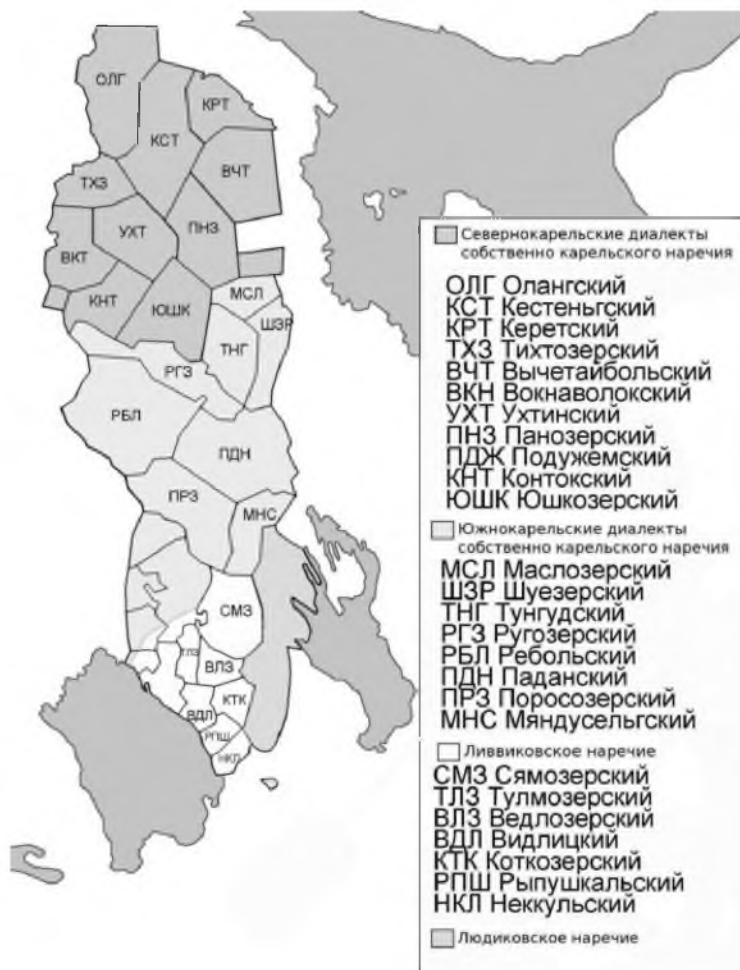 ОЛГ
КРТ
КСТ
ВЧТ
ТХЗ
УХТ
ПНЗ
ВКТ
КНТ
ЮШК
МСЛ
ШЗР
ТНГ
РГЗ
РБЛ
ПДН
ПРЗ
МНС
СМЗ
ТЛЗ
ВЛЗ
КТК
ВДЛ
РПШ
НКЛ
Севернокарельские диалекты
собственно карельского наречия
ОЛГ Олангский
КСТ Кестеньгский
КРТ Керетский
ТХЗ Тихтозерский
ВЧТ Вычетайбольский
ВКН Вокнаволокский
УХТ Ухтинский
ПНЗ Панозерский
ПДЖ Подужемский
КНТ Контокский
ЮШК Юшкозерский
Южнокарельские диалекты
собственно карельского наречия
МСЛ Маслозерский
ШЗР Шуезерский
ТНГ Тунгудский
РГЗ Ругозерский
РБЛ Ребольский
ПДН Паданский
ПРЗ Поросозерский
МНС Мяндусельгский
Ливвиковское наречие
СМЗ Сямозерский
ТЛЗ Тулмозерский
ВЛЗ Ведлозерский
ВДЛ Видлицкий
КТК Коткозерский
РПШ Рыпушкальский
НКЛ Неккульский
Людиковское наречие